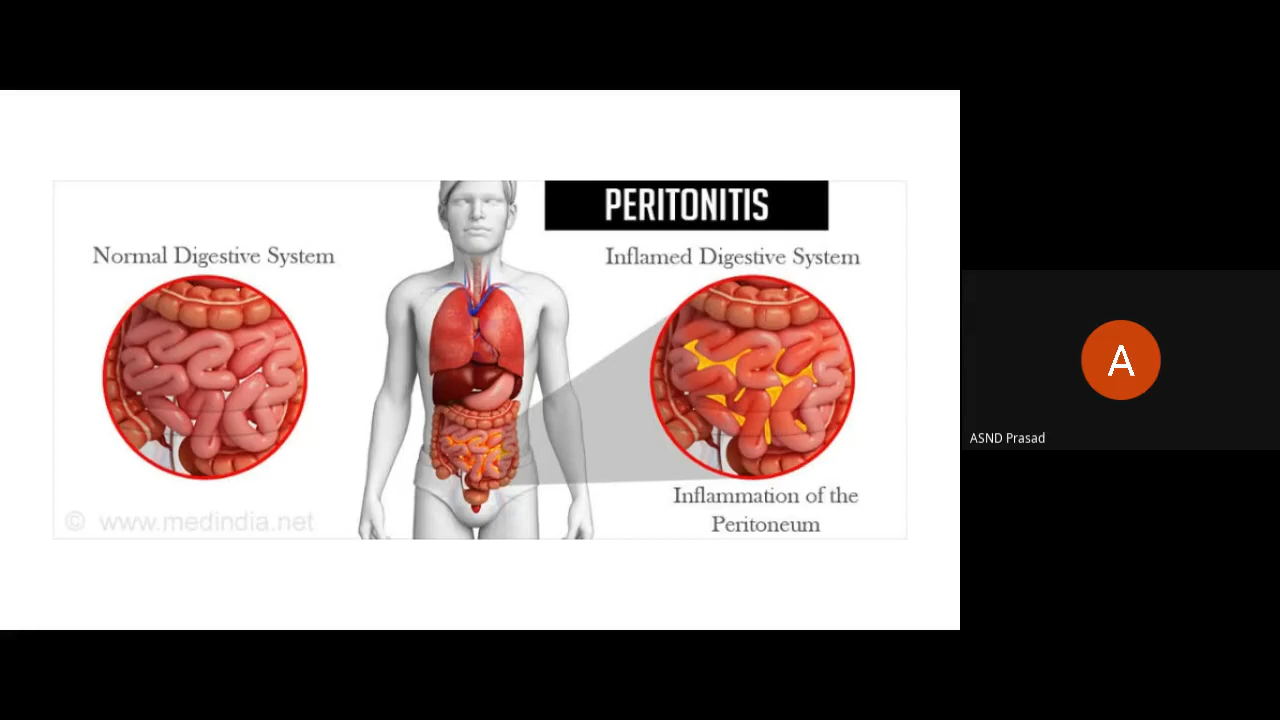 PERITONITIS
Normal Digestive System
Inflamed Digestive System
Inflammation of the
Peritoneum
© www.medindia.net
A
ASND Prasad